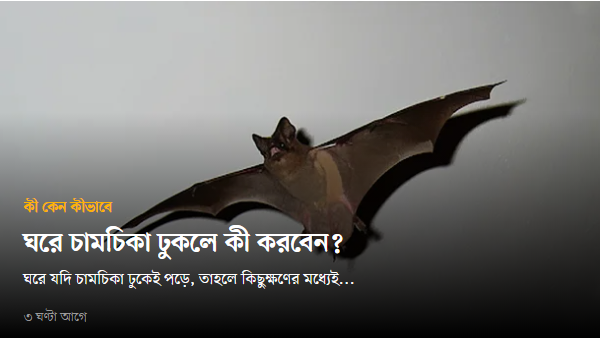 কী কেন কীভাবে
ঘরে চামচিকা ঢুকলে কী করবেন?
ঘরে যদি চামচিকা ঢুকেই পড়ে, তাহলে কিছুক্ষণের মধ্যেই...
৩ ঘণ্টা আগে